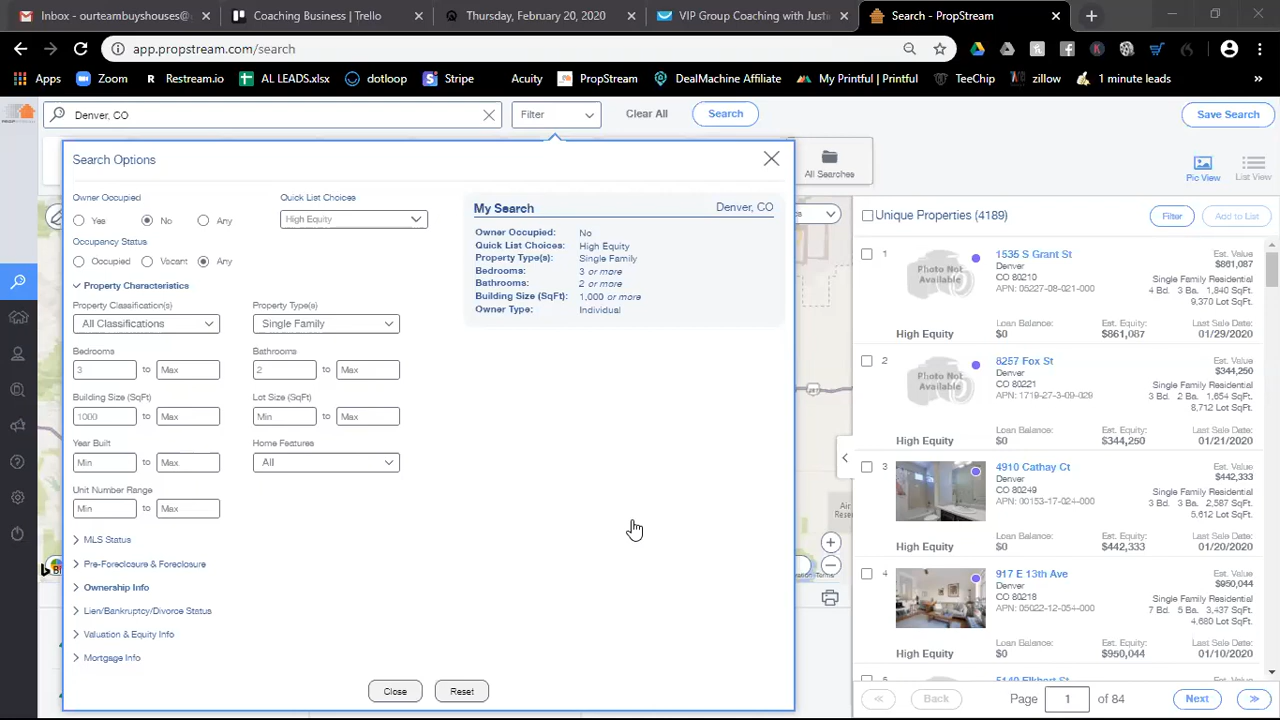 Inbox - ourteambuyshouses@g
Coaching Business | Trello
Thursday, February 20, 2020
VIP Group Coaching with Justi
Search - PropStream
app.propstream.com/search
Apps
Zoom
Restream.io
AL LEADS.xlsx
dotloop
Stripe
Acuity
PropStream
DealMachine Affiliate
My Printful | Printful
TeeChip
zillow
1 minute leads
Denver, CO
Filter
Clear All
Search
Save Search
Search Options
All Searches
Pic View
List View
Owner Occupied
Yes
No
Any
Quick List Choices
High Equity
Occupancy Status
Occupied
Vacant
Any
Property Characteristics
Property Classification(s)
All Classifications
Property Type(s)
Single Family
Bedrooms
3 to Max
Bathrooms
2 to Max
Building Size (SqFt)
1000 to Max
Lot Size (SqFt)
Min to Max
Year Built
Min to Max
Home Features
All
Unit Number Range
Min to Max
MLS Status
Pre-Foreclosure & Foreclosure
Ownership Info
Lien/Bankruptcy/Divorce Status
Valuation & Equity Info
Mortgage Info
Close
Reset
My Search
Denver, CO
Owner Occupied: No
Quick List Choices: High Equity
Property Type(s): Single Family
Bedrooms: 3 or more
Bathrooms: 2 or more
Building Size (SqFt): 1,000 or more
Owner Type: Individual
Unique Properties (4189)
Filter
Add to List
1
Photo Not
Available
1535 S Grant St
Denver
CO 80210
APN: 05227-08-021-000
Est. Value
$861,087
Single Family Residential
4 Bd. 3 Ba. 1,840 SqFt.
9,370 Lot SqFt.
High Equity
Loan Balance:
$0
Est. Equity:
$861,087
Last Sale Date:
01/29/2020
2
Photo Not
Available
8257 Fox St
Denver
CO 80221
APN: 1719-27-3-09-029
Est. Value
$344,250
Single Family Residential
3 Bd. 2 Ba. 1,654 SqFt.
8,712 Lot SqFt.
High Equity
Loan Balance:
$0
Est. Equity:
$344,250
Last Sale Date:
01/21/2020
3
4910 Cathay Ct
Denver
CO 80249
APN: 00153-17-024-000
Est. Value
$442,333
Single Family Residential
3 Bd. 3 Ba. 2,587 SqFt.
5,612 Lot SqFt.
High Equity
Loan Balance:
$0
Est. Equity:
$442,333
Last Sale Date:
01/20/2020
4
917 E 13th Ave
Denver
CO 80218
APN: 05022-12-054-000
Est. Value
$950,044
Single Family Residential
7 Bd. 5 Ba. 3,437 SqFt.
4,680 Lot SqFt.
High Equity
Loan Balance:
$0
Est. Equity:
$950,044
Last Sale Date:
01/10/2020
Back
Page 1 of 84
Next